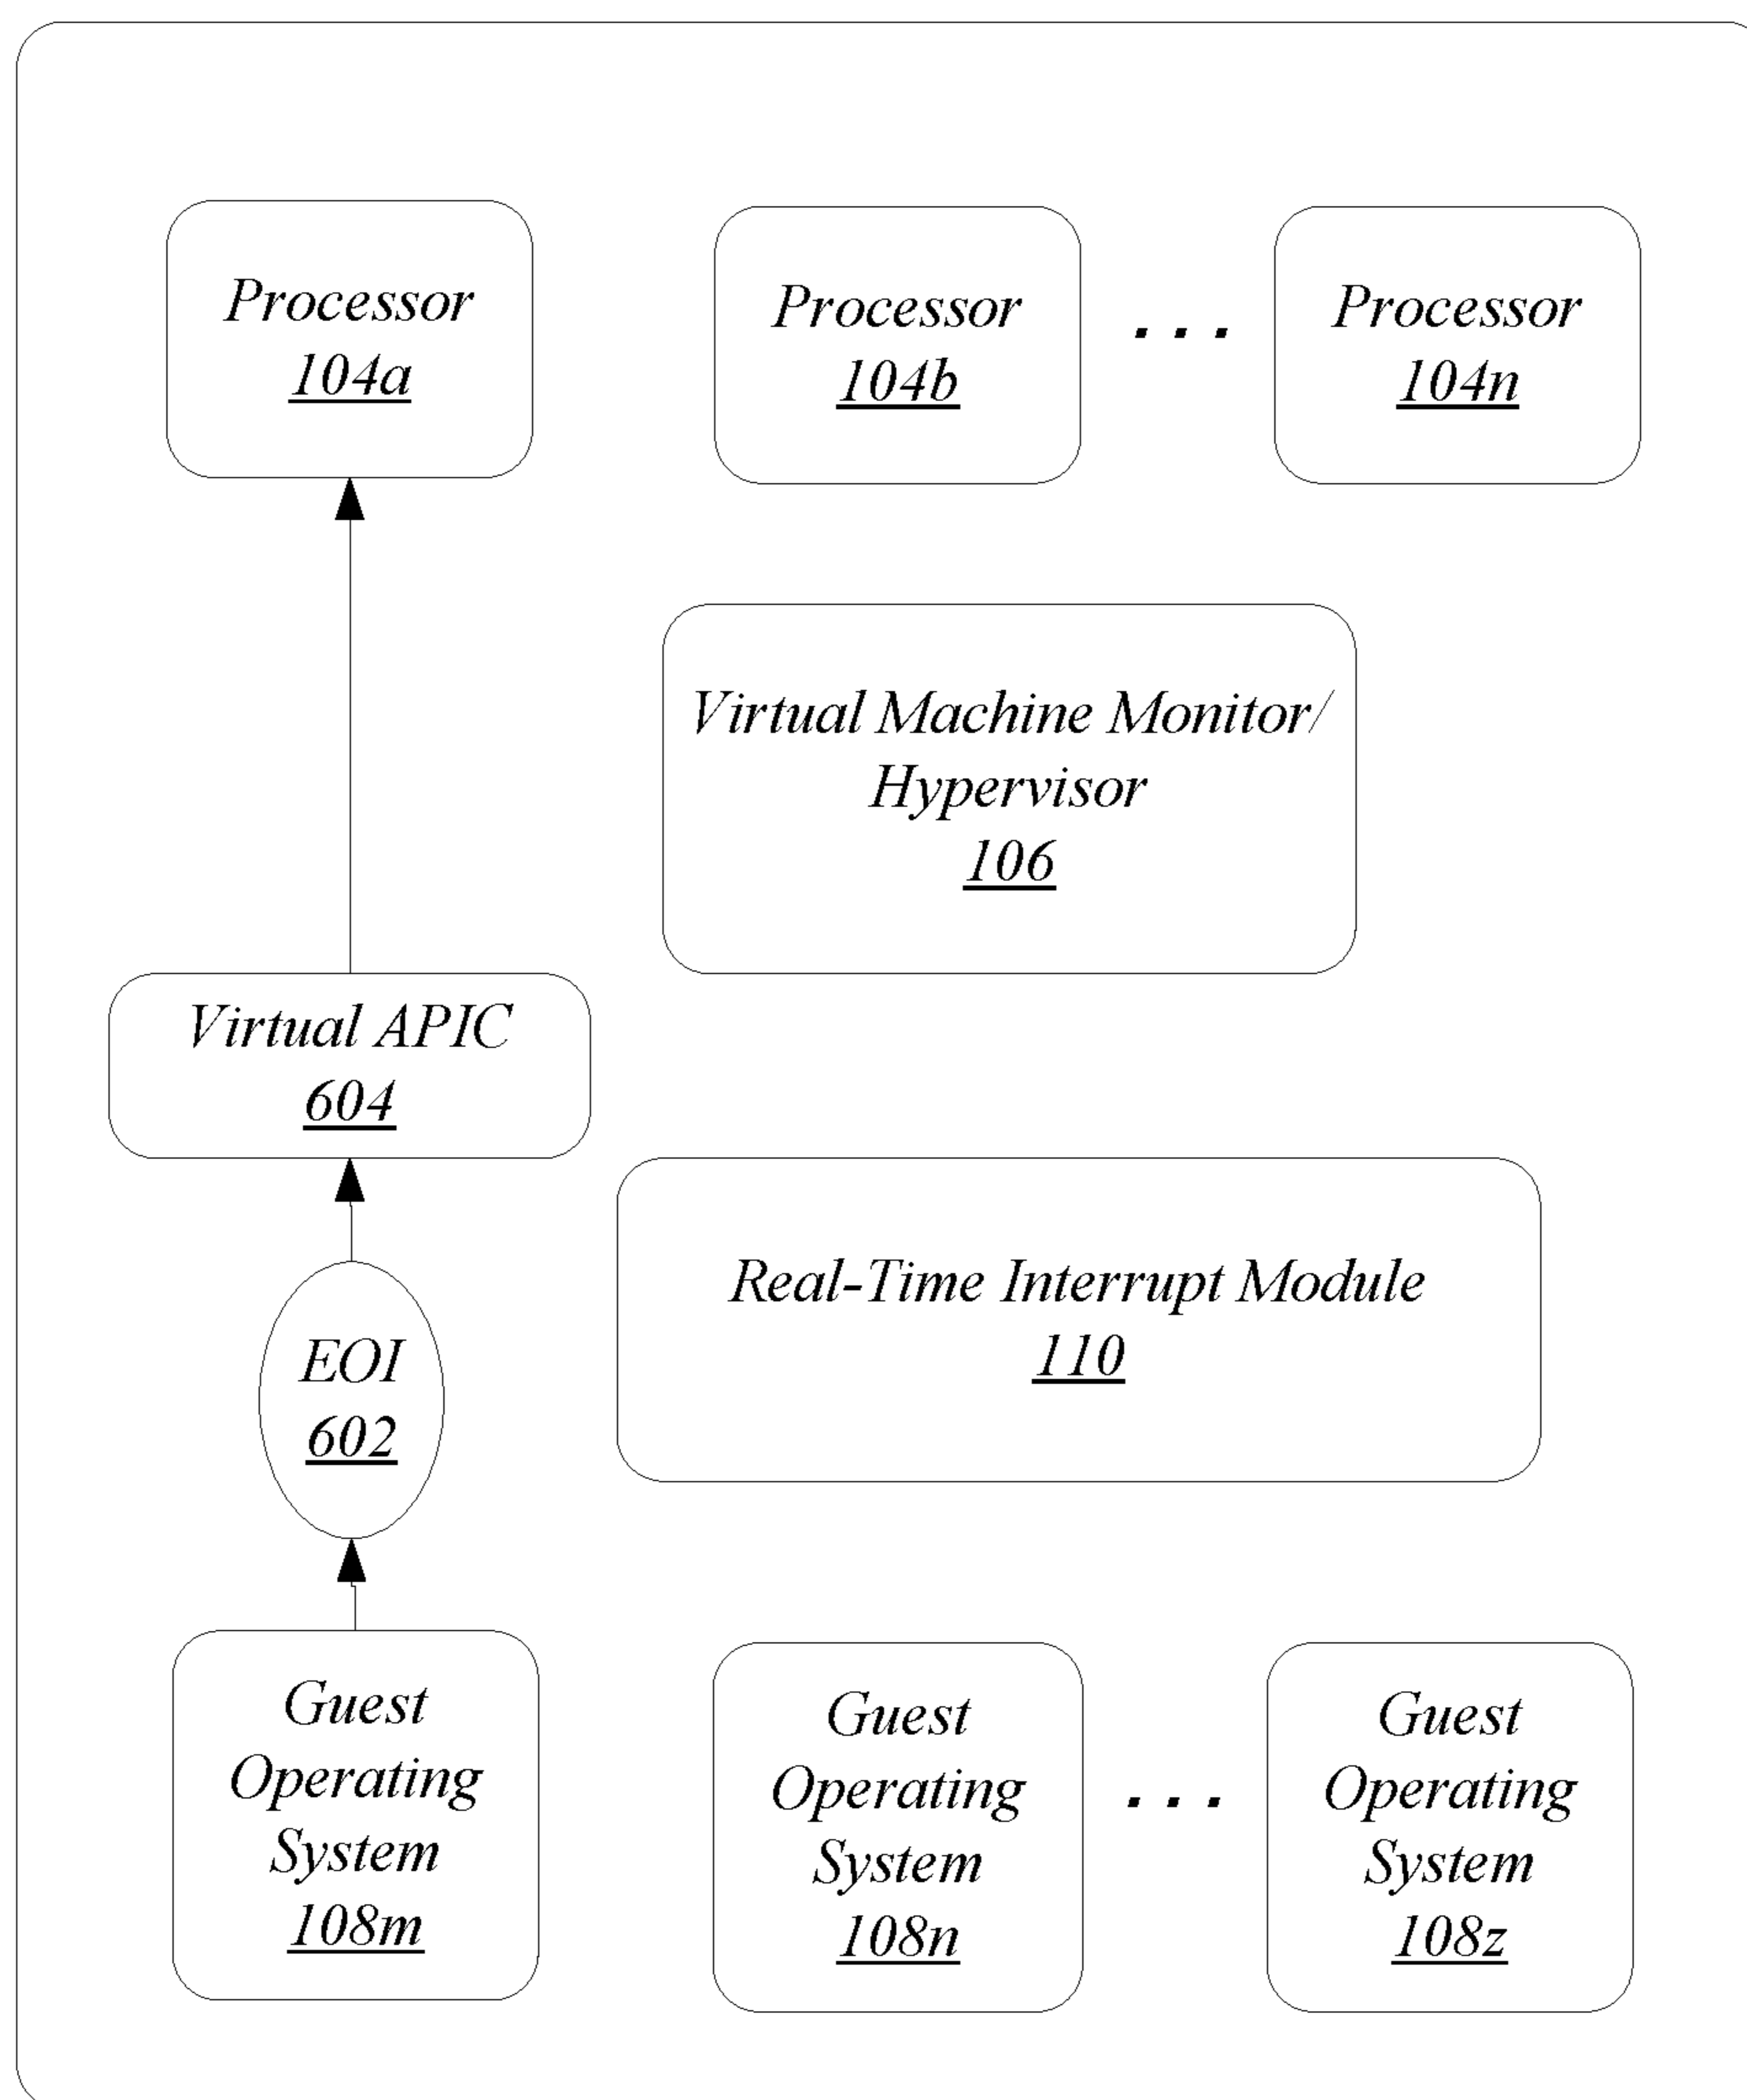 Processor
104a
Processor
104b
. . .
Processor
104n
Virtual Machine Monitor/
Hypervisor
106
Virtual APIC
604
Real-Time Interrupt Module
110
EOI
602
Guest
Operating
System
108m
Guest
Operating
System
108n
. . .
Guest
Operating
System
108z